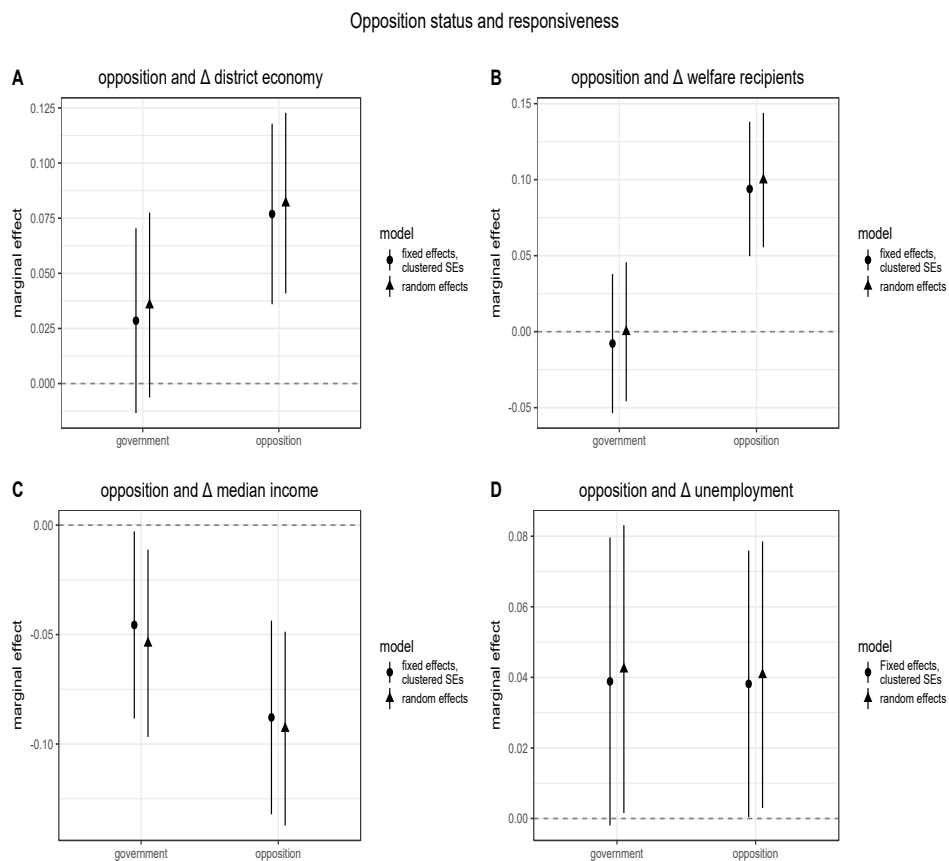 Opposition status and responsiveness
A
opposition and Δ district economy
0.125
0.100
0.075
0.050
0.025
0.000
marginal effect
government
opposition
model
fixed effects,
clustered SEs
random effects
B
opposition and Δ welfare recipients
0.15
0.10
0.05
0.00
-0.05
marginal effect
government
opposition
model
fixed effects,
clustered SEs
random effects
C
opposition and Δ median income
0.00
-0.05
-0.10
marginal effect
government
opposition
model
fixed effects,
clustered SEs
random effects
D
opposition and Δ unemployment
0.08
0.06
0.04
0.02
0.00
marginal effect
government
opposition
model
Fixed effects,
clustered SEs
random effects